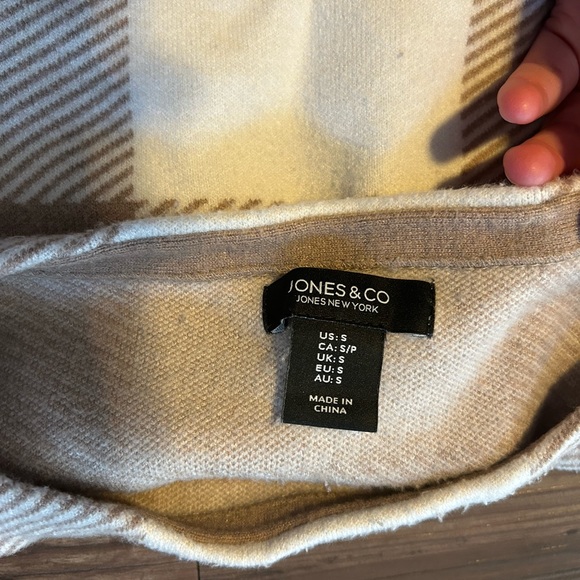 JONES & CO
JONES NEW YORK
US: S
CA: S/P
UK: S
EU: S
AU: S
MADE IN
CHINA